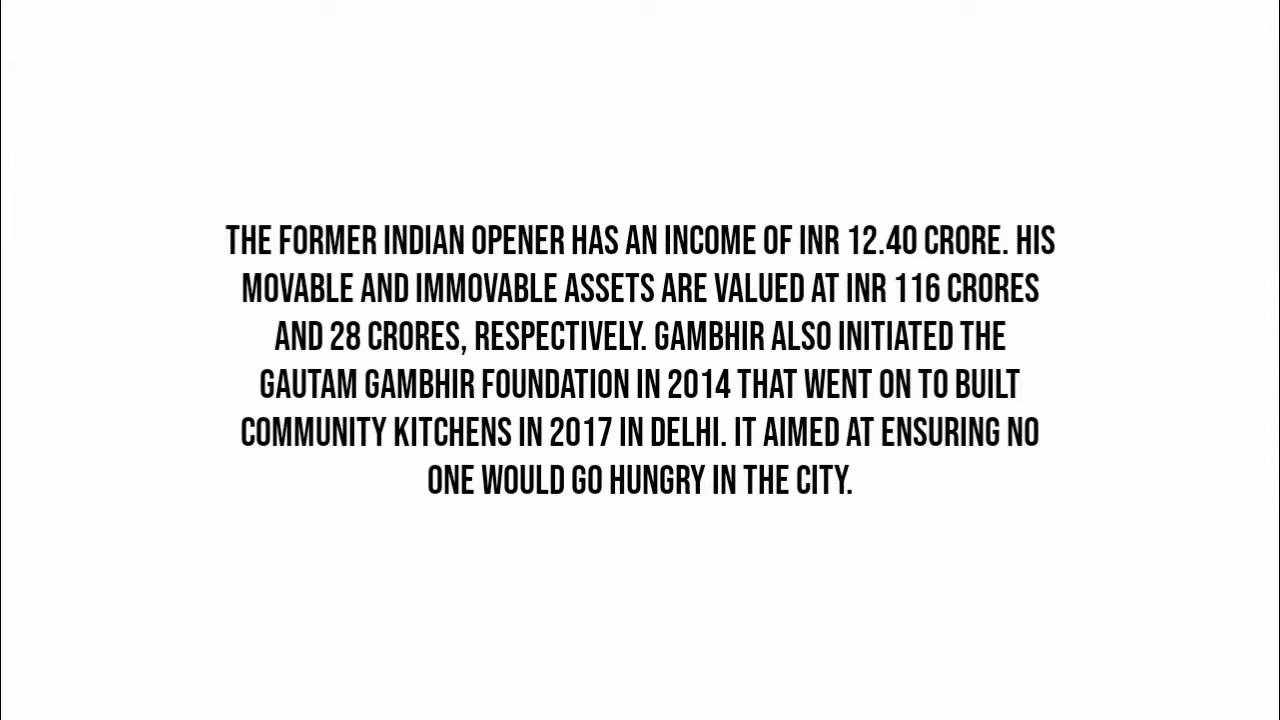 THE FORMER INDIAN OPENER HAS AN INCOME OF INR 12.40 CRORE. HIS
MOVABLE AND IMMOVABLE ASSETS ARE VALUED AT INR 116 CRORES
AND 28 CRORES, RESPECTIVELY. GAMBHIR ALSO INITIATED THE
GAUTAM GAMBHIR FOUNDATION IN 2014 THAT WENT ON TO BUILT
COMMUNITY KITCHENS IN 2017 IN DELHI. IT AIMED AT ENSURING NO
ONE WOULD GO HUNGRY IN THE CITY.